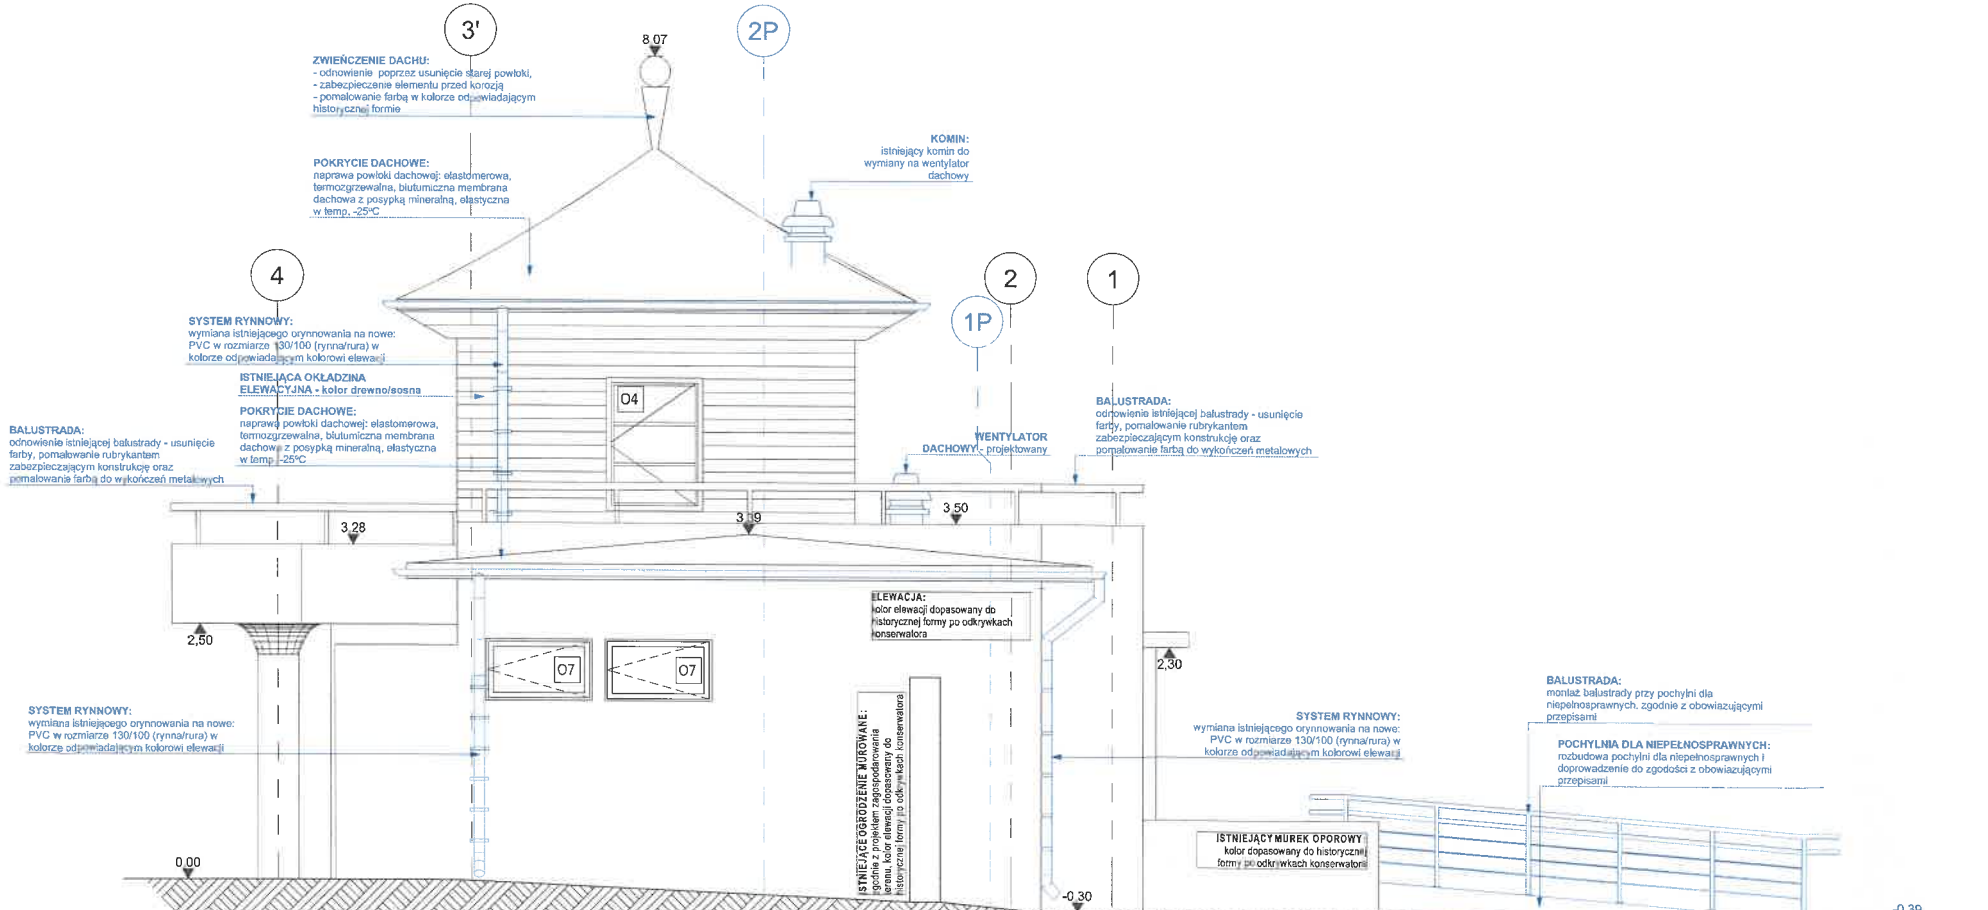 3'
2P
8,07
ZWIEŃCZENIE DACHU:
- odnowienie poprzez usunięcie starej powłoki,
- zabezpieczenie elementu przed korozją
- pomalowanie farbą w kolorze odpowiadającym
historycznej formie
KOMIN:
istniejący komin do
wymiany na wentylator
dachowy
POKRYCIE DACHOWE:
naprawa powłoki dachowej: elastomerowa,
termozgrzewalna, biutumiczna membrana
dachowa z posypką mineralną, elastyczna
w temp. -25°C
4
2
1
1P
SYSTEM RYNNOWY:
wymiana istniejącego orynnowania na nowe:
PVC w rozmiarze 130/100 (rynna/rura) w
kolorze odpowiadającym kolorowi elewacji
ISTNIEJĄCA OKŁADZINA
ELEWACYJNA - kolor drewno/sosna
O4
POKRYCIE DACHOWE:
naprawa powłoki dachowej: elastomerowa,
termozgrzewalna, biutumiczna membrana
dachowa z posypką mineralną, elastyczna
w temp. -25°C
BALUSTRADA:
odnowienie istniejącej balustrady - usunięcie
farby, pomalowanie rubrykantem
zabezpieczającym konstrukcję oraz
pomalowanie farbą do wykończeń metalowych
BALUSTRADA:
odnowienie istniejącej balustrady - usunięcie
farby, pomalowanie rubrykantem
zabezpieczającym konstrukcję oraz
pomalowanie farbą do wykończeń metalowych
WENTYLATOR
DACHOWY - projektowany
3,28
3,50
ELEWACJA:
kolor elewacji dopasowany do
historycznej formy po odkrywkach
konserwatora
2,50
2,30
O7
O7
ISTNIEJĄCE OGRODZENIE MUROWANE:
zgodnie z projektem zagospodarowania
terenu, kolor elewacji dopasowany do
historycznej formy po odkrywkach konserwatora
SYSTEM RYNNOWY:
wymiana istniejącego orynnowania na nowe:
PVC w rozmiarze 130/100 (rynna/rura) w
kolorze odpowiadającym kolorowi elewacji
SYSTEM RYNNOWY:
wymiana istniejącego orynnowania na nowe:
PVC w rozmiarze 130/100 (rynna/rura) w
kolorze odpowiadającym kolorowi elewacji
BALUSTRADA:
montaż balustrady przy pochylni dla
niepełnosprawnych, zgodnie z obowiązującymi
przepisami
POCHYLNIA DLA NIEPEŁNOSPRAWNYCH:
rozbudowa pochylni dla niepełnosprawnych i
doprowadzenie do zgodości z obowiązującymi
przepisami
ISTNIEJĄCY MUREK OPOROWY
kolor dopasowany do historycznej
formy po odkrywkach konserwatora
0,00
-0,30
-0,39